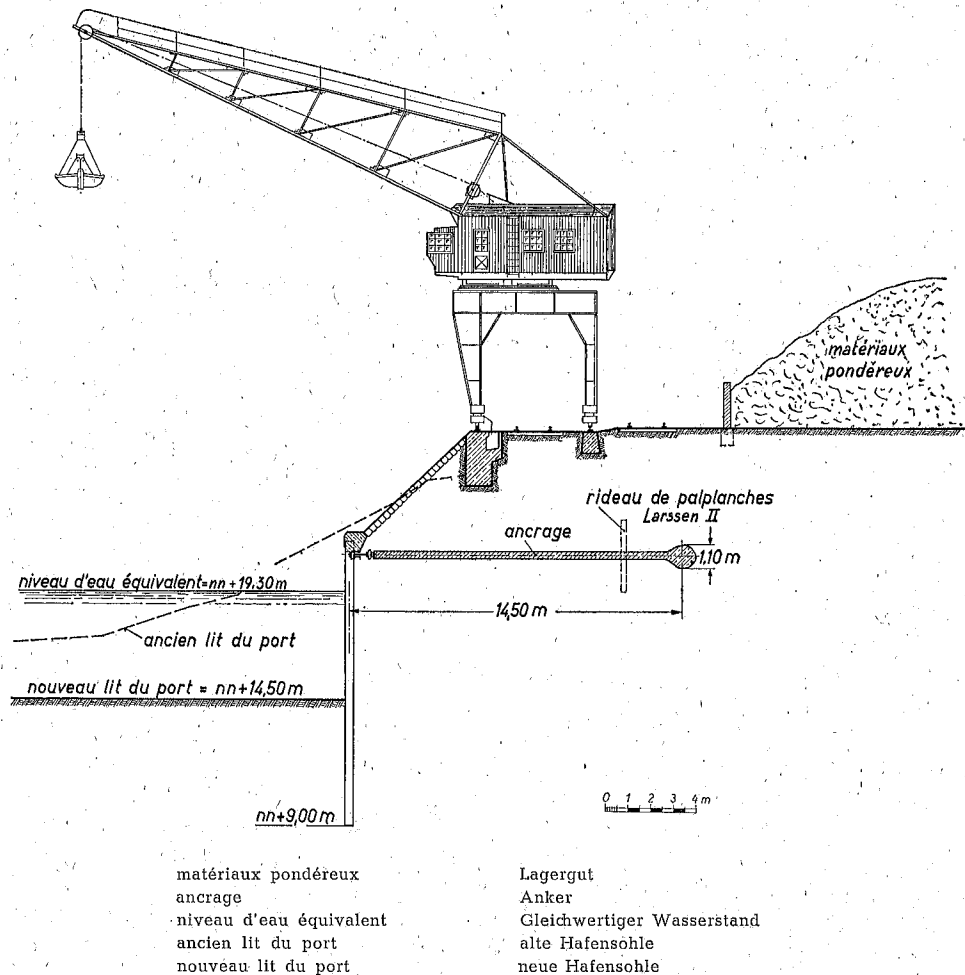 matériaux
pondéreux
rideau de palplanches
Larssen II
ancrage
1,10 m
niveau d'eau équivalent=nn+19,30 m
14,50 m
ancien lit du port
nouveau lit du port = nn+14,50 m
0 1 2 3 4 m
nn+9,00 m
matériaux pondéreux Lagergut
ancrage Anker
niveau d'eau équivalent Gleichwertiger Wasserstand
ancien lit du port alte Hafensohle
nouveau lit du port neue Hafensohle